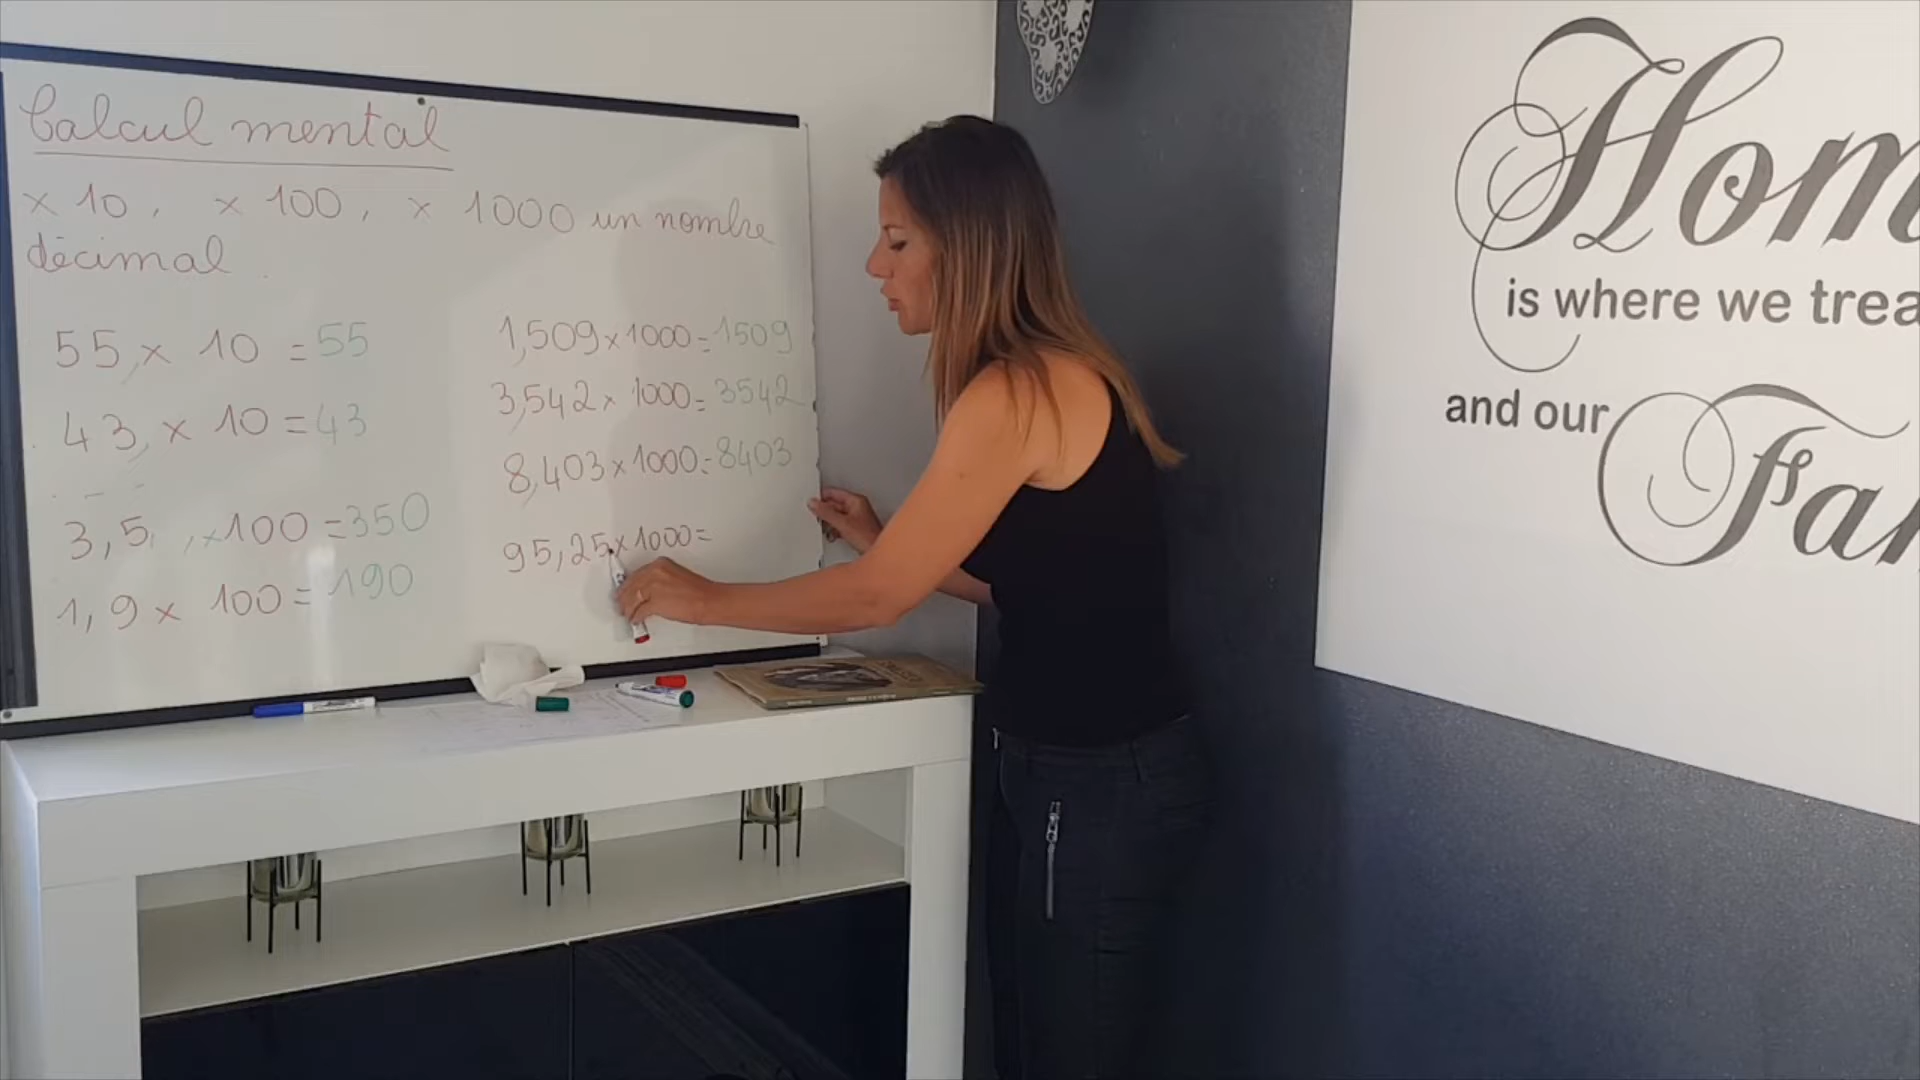 Calcul mental
x 10, x 100, x 1000 un nombre
décimal.
55, x 10 = 55
43, x 10 = 43
3,5 , x 100 = 350
1,9 x 100 = 190
1,509 x 1000 = 1509
3,542 x 1000 = 3542
8,403 x 1000 = 8403
95,25 x 1000 =
Hom
is where we trea
and our
Fa